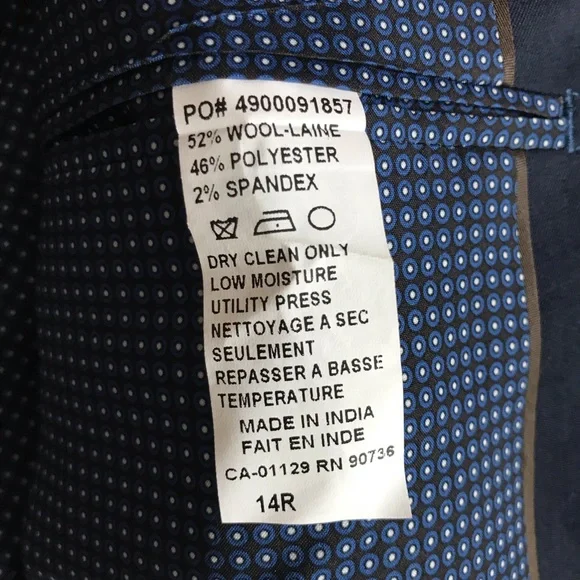 PO# 4900091857
52% WOOL-LAINE
46% POLYESTER
2% SPANDEX
DRY CLEAN ONLY
LOW MOISTURE
UTILITY PRESS
NETTOYAGE A SEC
SEULEMENT
REPASSER A BASSE
TEMPERATURE
MADE IN INDIA
FAIT EN INDE
CA-01129 RN 90736
14R